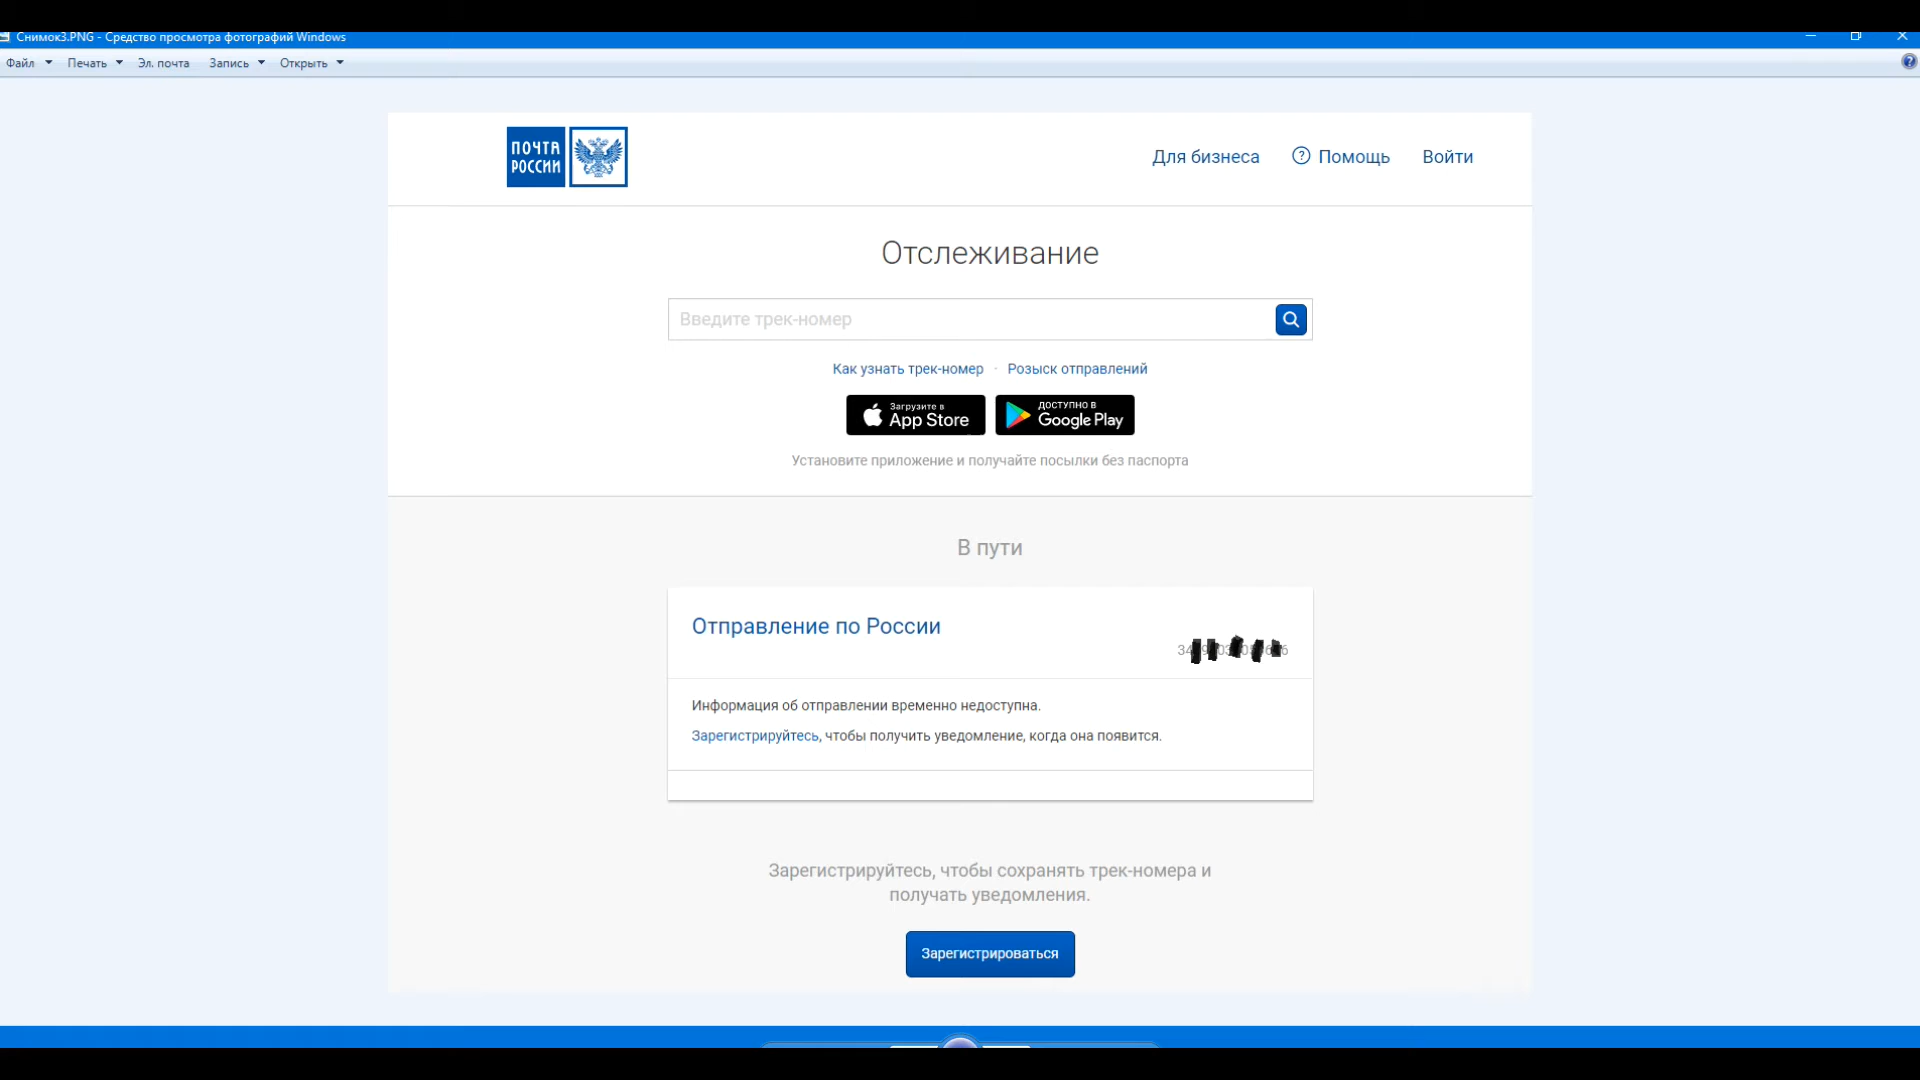 Снимок3.PNG - Средство просмотра фотографий Windows
Файл Печать Эл. почта Запись Открыть
ПОЧТА
РОССИИ
Для бизнеса ? Помощь Войти
Отслеживание
Введите трек-номер
Как узнать трек-номер · Розыск отправлений
Загрузите в
App Store
ДОСТУПНО В
Google Play
Установите приложение и получайте посылки без паспорта
В пути
Отправление по России
Информация об отправлении временно недоступна.
Зарегистрируйтесь, чтобы получить уведомление, когда она появится.
Зарегистрируйтесь, чтобы сохранять трек-номера и
получать уведомления.
Зарегистрироваться